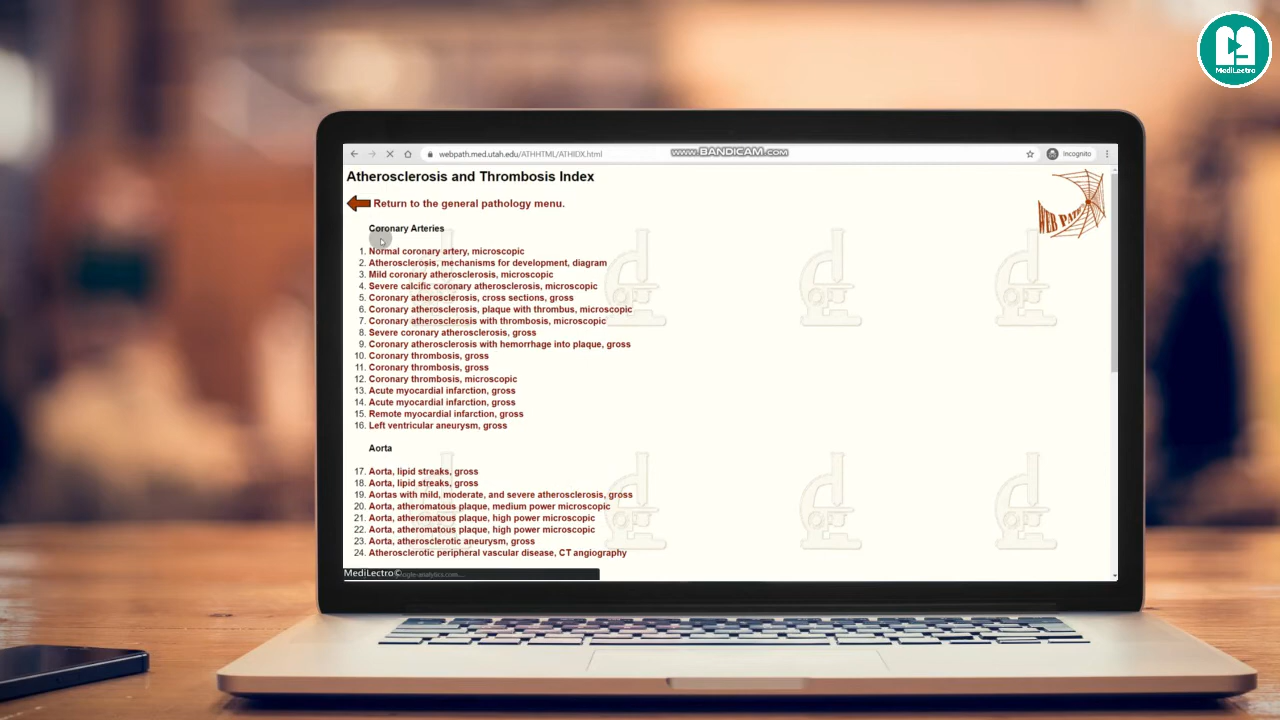 MediLectro
webpath.med.utah.edu/ATHHTML/ATHIDX.html
www.BANDICAM.com
Incognito
Atherosclerosis and Thrombosis Index
Return to the general pathology menu.
WEB PATH
Coronary Arteries
1. Normal coronary artery, microscopic
2. Atherosclerosis, mechanisms for development, diagram
3. Mild coronary atherosclerosis, microscopic
4. Severe calcific coronary atherosclerosis, microscopic
5. Coronary atherosclerosis, cross sections, gross
6. Coronary atherosclerosis, plaque with thrombus, microscopic
7. Coronary atherosclerosis with thrombosis, microscopic
8. Severe coronary atherosclerosis, gross
9. Coronary atherosclerosis with hemorrhage into plaque, gross
10. Coronary thrombosis, gross
11. Coronary thrombosis, gross
12. Coronary thrombosis, microscopic
13. Acute myocardial infarction, gross
14. Acute myocardial infarction, gross
15. Remote myocardial infarction, gross
16. Left ventricular aneurysm, gross
Aorta
17. Aorta, lipid streaks, gross
18. Aorta, lipid streaks, gross
19. Aortas with mild, moderate, and severe atherosclerosis, gross
20. Aorta, atheromatous plaque, medium power microscopic
21. Aorta, atheromatous plaque, high power microscopic
22. Aorta, atheromatous plaque, high power microscopic
23. Aorta, atherosclerotic aneurysm, gross
24. Atherosclerotic peripheral vascular disease, CT angiography
MediLectro©